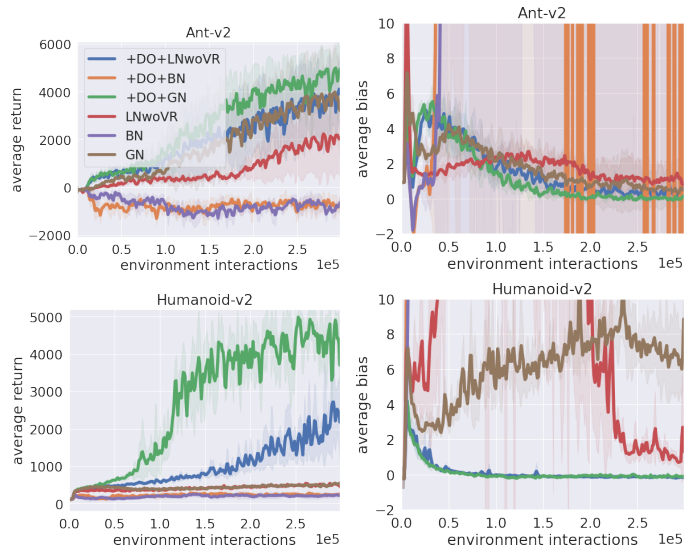 Ant-v2
6000
4000
2000
0
−2000
average return
+DO+LNwoVR
+DO+BN
+DO+GN
LNwoVR
BN
GN
0.0 0.5 1.0 1.5 2.0 2.5
1e5
environment interactions
Ant-v2
10
8
6
4
2
0
−2
average bias
0.0 0.5 1.0 1.5 2.0 2.5
1e5
environment interactions
Humanoid-v2
5000
4000
3000
2000
1000
0
average return
0.0 0.5 1.0 1.5 2.0 2.5
1e5
environment interactions
Humanoid-v2
10
8
6
4
2
0
−2
average bias
0.0 0.5 1.0 1.5 2.0 2.5
1e5
environment interactions